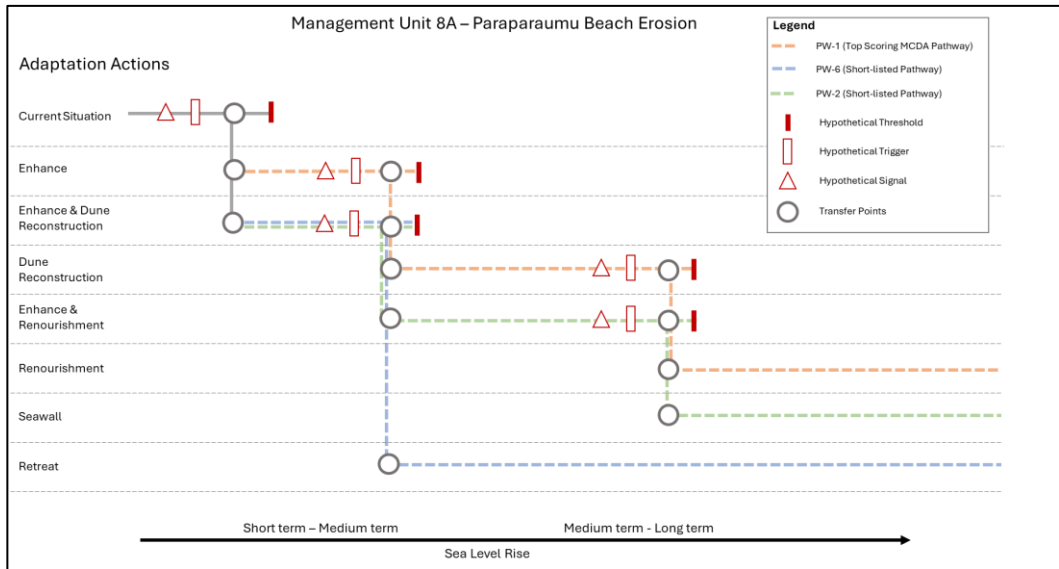 Management Unit 8A – Paraparaumu Beach Erosion
Legend
PW-1 (Top Scoring MCDA Pathway)
PW-6 (Short-listed Pathway)
PW-2 (Short-listed Pathway)
Hypothetical Threshold
Hypothetical Trigger
Hypothetical Signal
Transfer Points
Adaptation Actions
Current Situation
Enhance
Enhance & Dune
Reconstruction
Dune
Reconstruction
Enhance &
Renourishment
Renourishment
Seawall
Retreat
Short term – Medium term
Medium term - Long term
Sea Level Rise